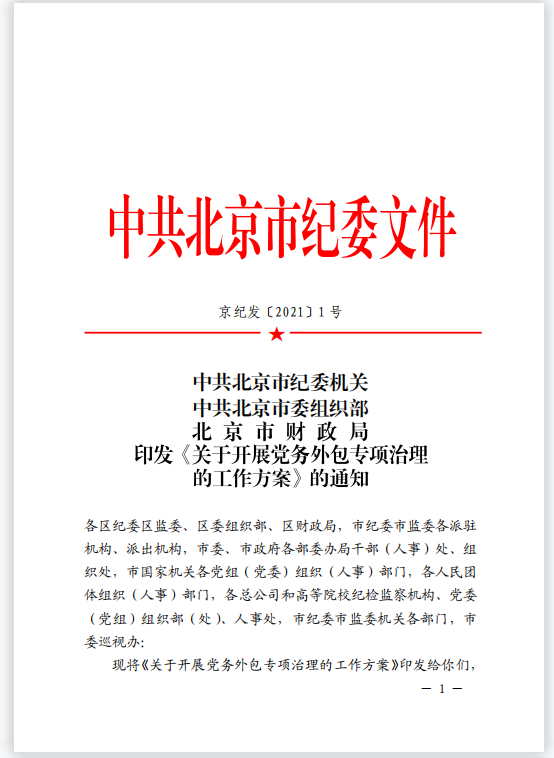 中共北京市纪委文件
京纪发〔2021〕1号
中共北京市纪委机关
中共北京市委组织部
北京市财政局
印发《关于开展党务外包专项治理
的工作方案》的通知
各区纪委区监委、区委组织部、区财政局，市纪委市监委各派驻
机构、派出机构，市委、市政府各部委办局干部（人事）处、组
织处，市国家机关各党组（党委）组织（人事）部门，各人民团
体组织（人事）部门，各总公司和高等院校纪检监察机构、党委
（党组）组织部（处）、人事处，市纪委市监委机关各部门，市
委巡视办：
现将《关于开展党务外包专项治理的工作方案》印发给你们，
— 1 —